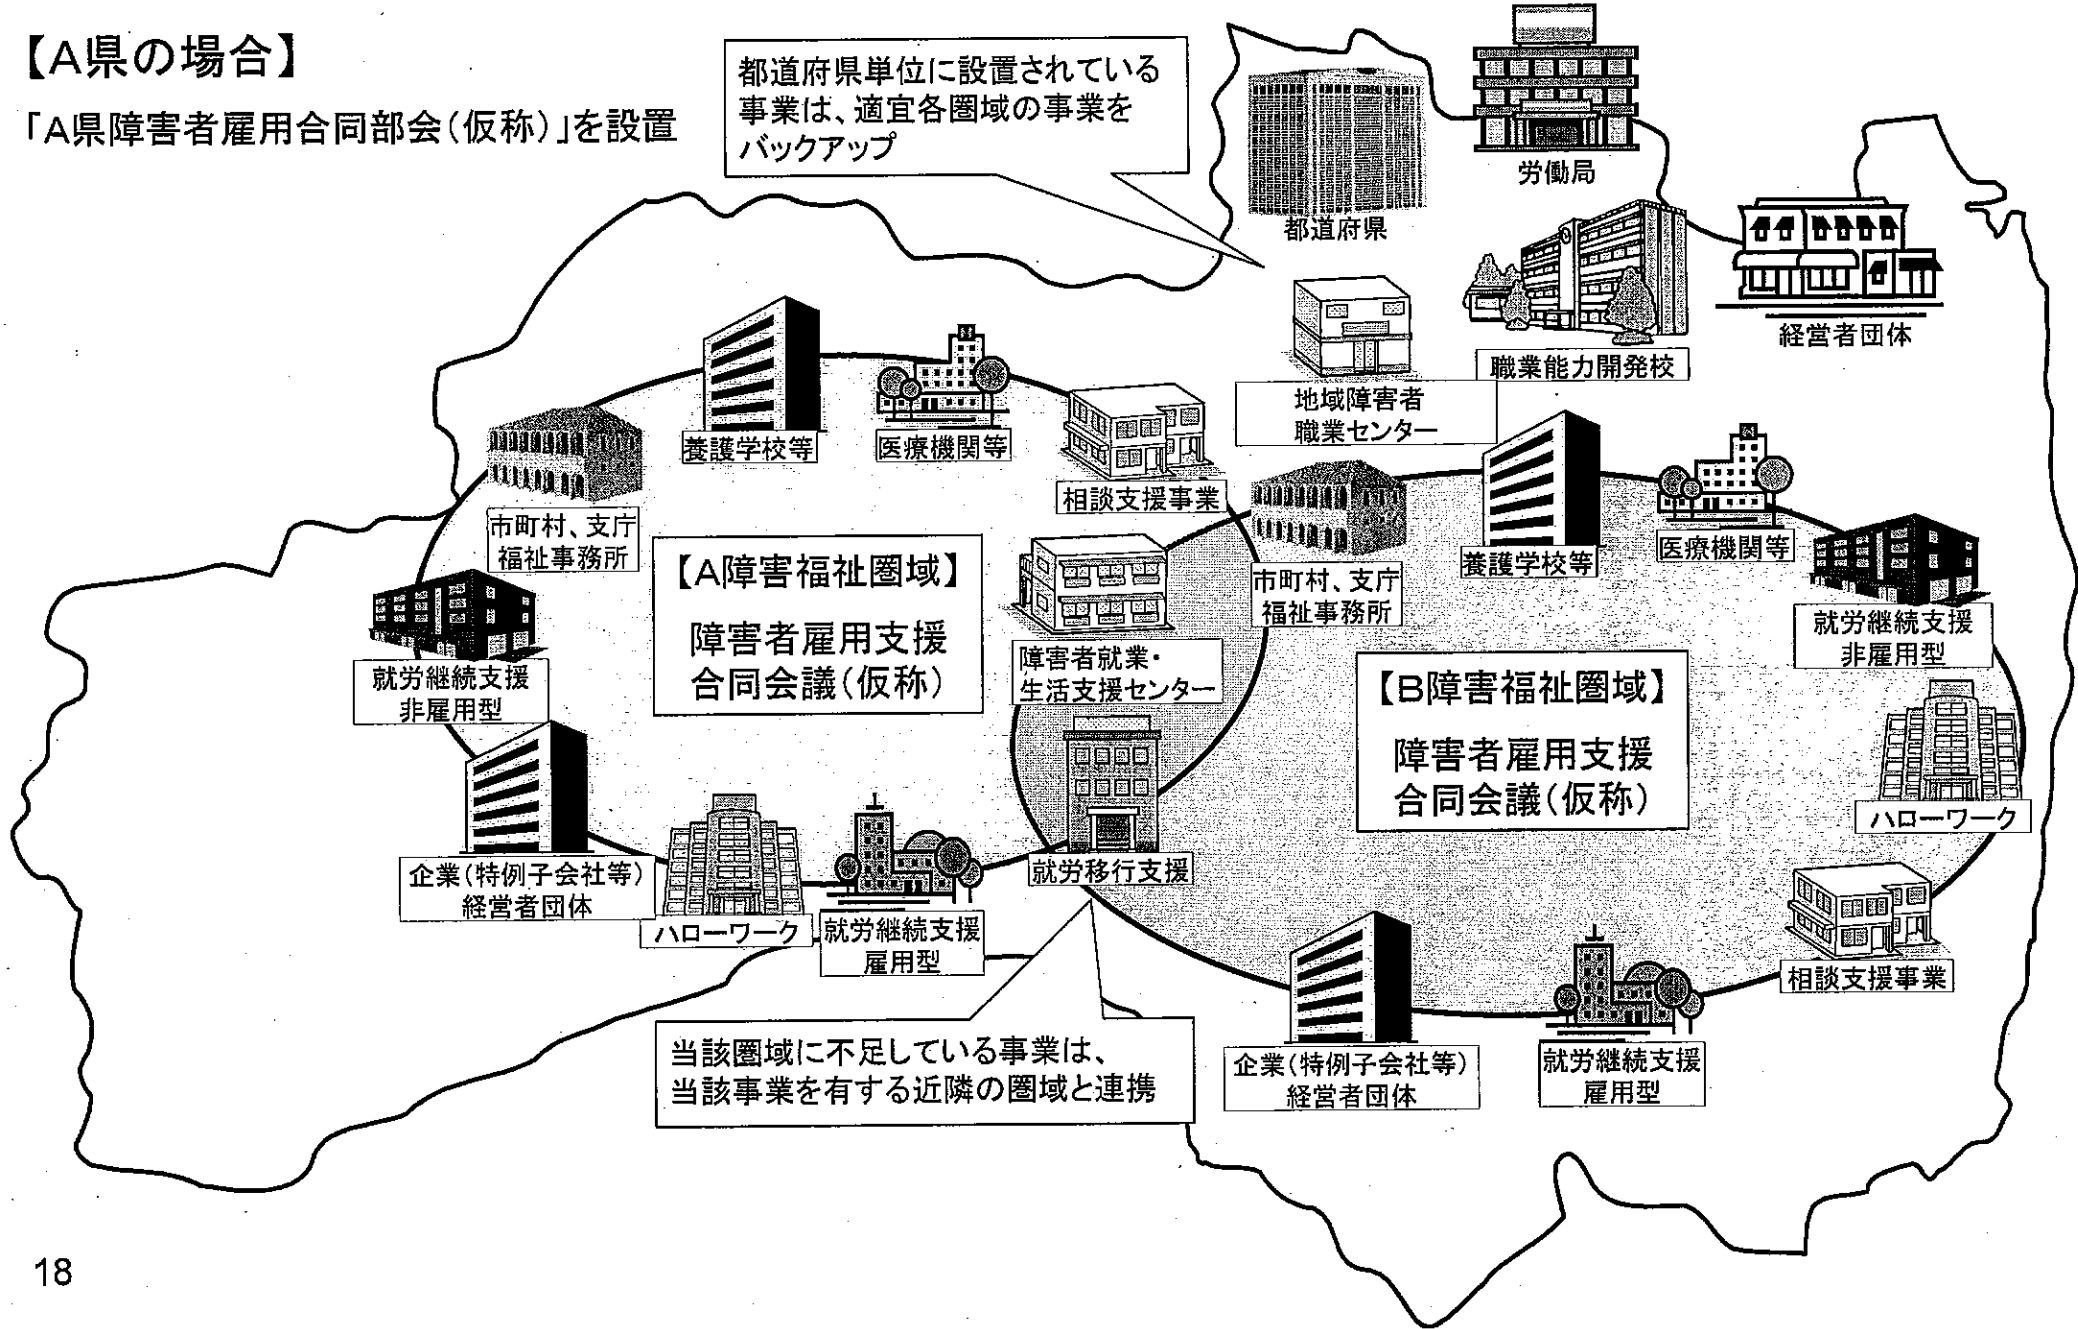 【A県の場合】
「A県障害者雇用合同部会(仮称)」を設置
都道府県単位に設置されている
事業は、適宜各圏域の事業を
バックアップ
都道府県
労働局
職業能力開発校
経営者団体
地域障害者
職業センター
養護学校等
医療機関等
相談支援事業
市町村、支庁
福祉事務所
【A障害福祉圏域】
障害者雇用支援
合同会議(仮称)
就労継続支援
非雇用型
企業(特例子会社等)
経営者団体
ハローワーク
就労継続支援
雇用型
障害者就業・
生活支援センター
就労移行支援
市町村、支庁
福祉事務所
養護学校等
医療機関等
就労継続支援
非雇用型
【B障害福祉圏域】
障害者雇用支援
合同会議(仮称)
ハローワーク
相談支援事業
企業(特例子会社等)
経営者団体
就労継続支援
雇用型
当該圏域に不足している事業は、
当該事業を有する近隣の圏域と連携
18